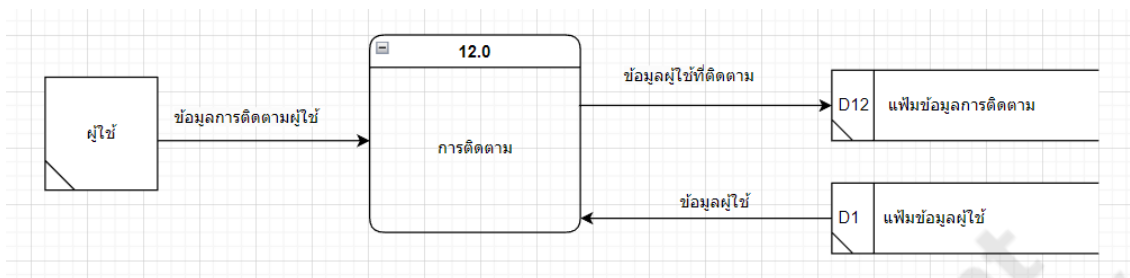 12.0
ข้อมูลผู้ใช้ที่ติดตาม
D12 แฟ้มข้อมูลการติดตาม
ข้อมูลการติดตามผู้ใช้
ผู้ใช้
การติดตาม
ข้อมูลผู้ใช้
D1 แฟ้มข้อมูลผู้ใช้